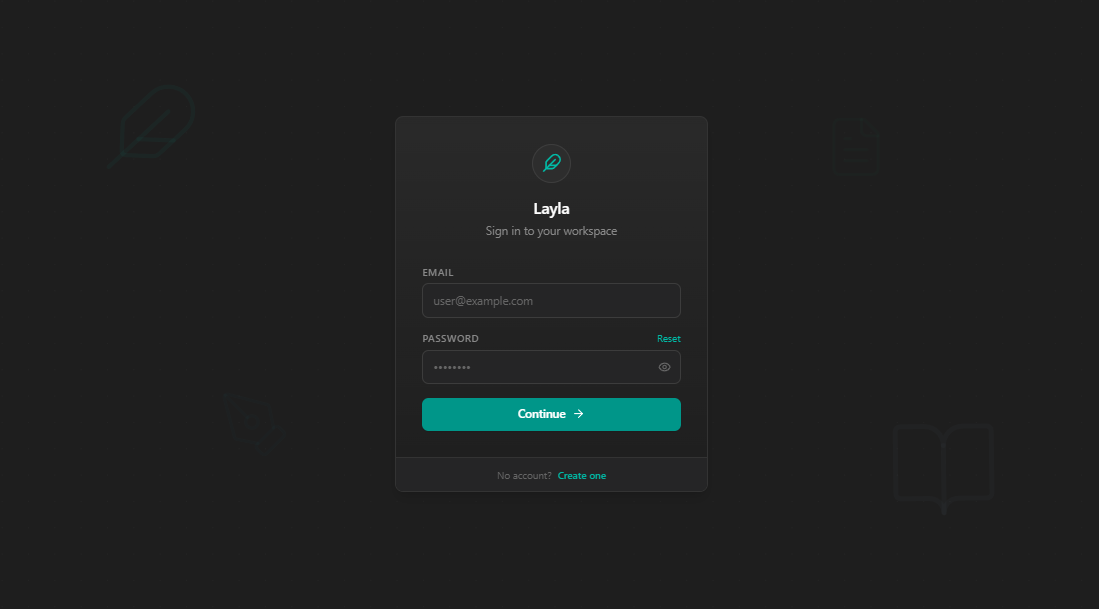 Layla
Sign in to your workspace
EMAIL
user@example.com
PASSWORD Reset
••••••••
Continue →
No account? Create one